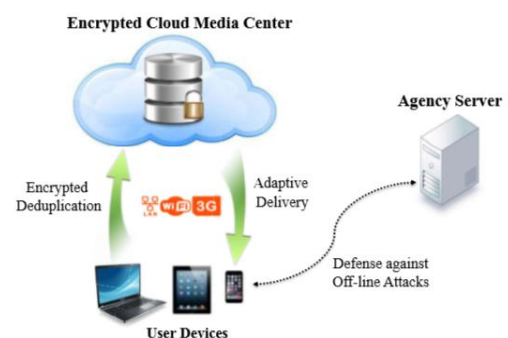 Encrypted Cloud Media Center
Agency Server
Encrypted
Deduplication
LAN
WiFi
3G
Adaptive
Delivery
Defense against
Off-line Attacks
User Devices